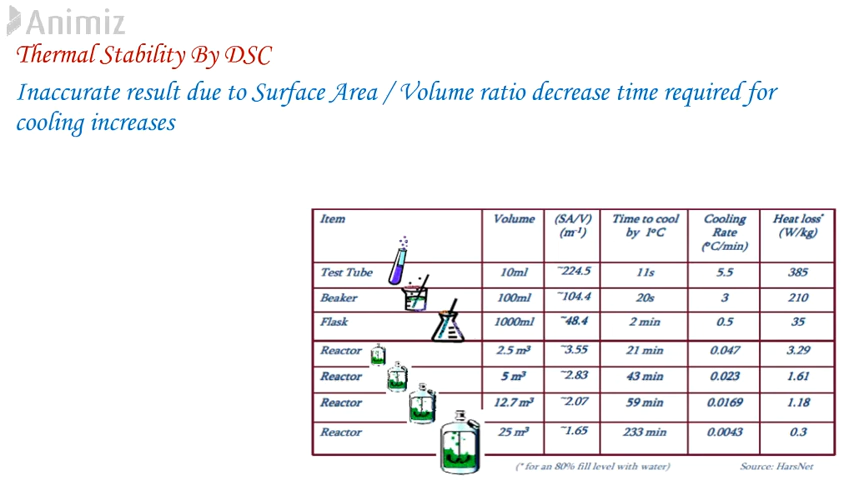 Animiz
Thermal Stability By DSC
Inaccurate result due to Surface Area / Volume ratio decrease time required for
cooling increases
Item Volume (SA/V) (m⁻¹) Time to cool by 1ºC Cooling Rate (ºC/min) Heat loss* (W/kg)
Test Tube 10ml ~224.5 11s 5.5 385
Beaker 100ml ~104.4 20s 3 210
Flask 1000ml ~48.4 2 min 0.5 35
Reactor 2.5 m³ ~3.55 21 min 0.047 3.29
Reactor 5 m³ ~2.83 43 min 0.023 1.61
Reactor 12.7 m³ ~2.07 59 min 0.0169 1.18
Reactor 25 m³ ~1.65 233 min 0.0043 0.3
(* for an 80% fill level with water) Source: HarsNet